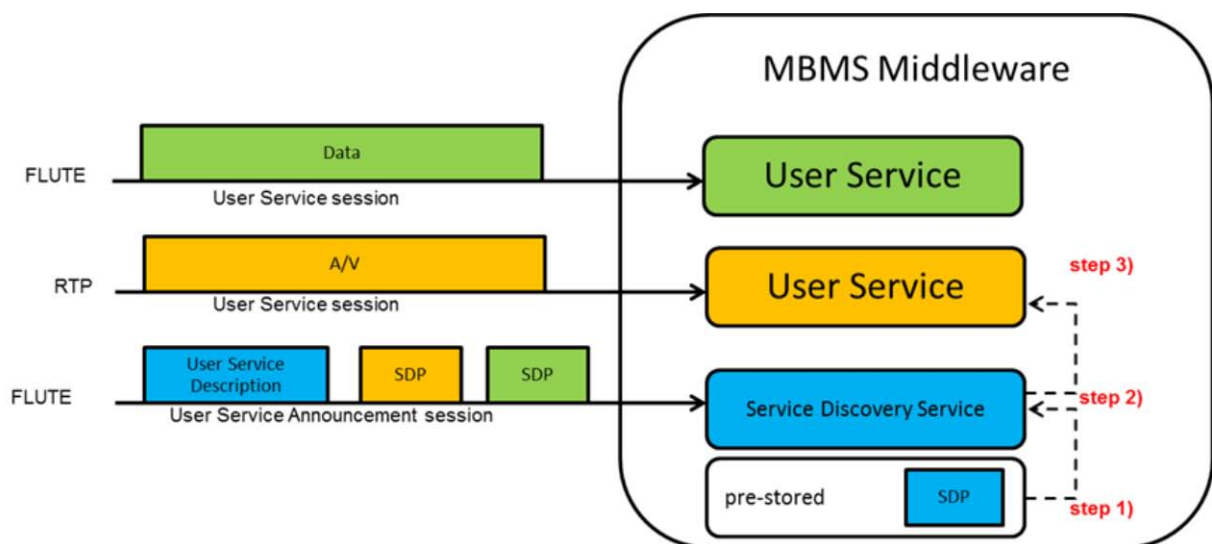 MBMS Middleware
Data
FLUTE
User Service session
User Service
A/V
RTP
User Service session
User Service
step 3)
User Service
Description
SDP
SDP
FLUTE
User Service Announcement session
Service Discovery Service
step 2)
pre-stored
SDP
step 1)